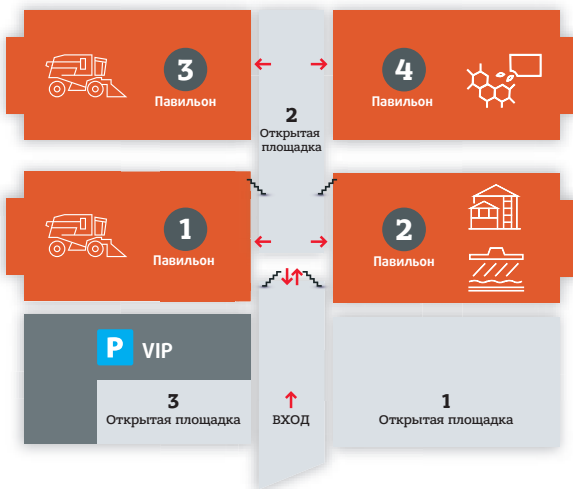 3
Павильон
4
Павильон
2
Открытая
площадка
1
Павильон
2
Павильон
P VIP
3
Открытая площадка
ВХОД
1
Открытая площадка